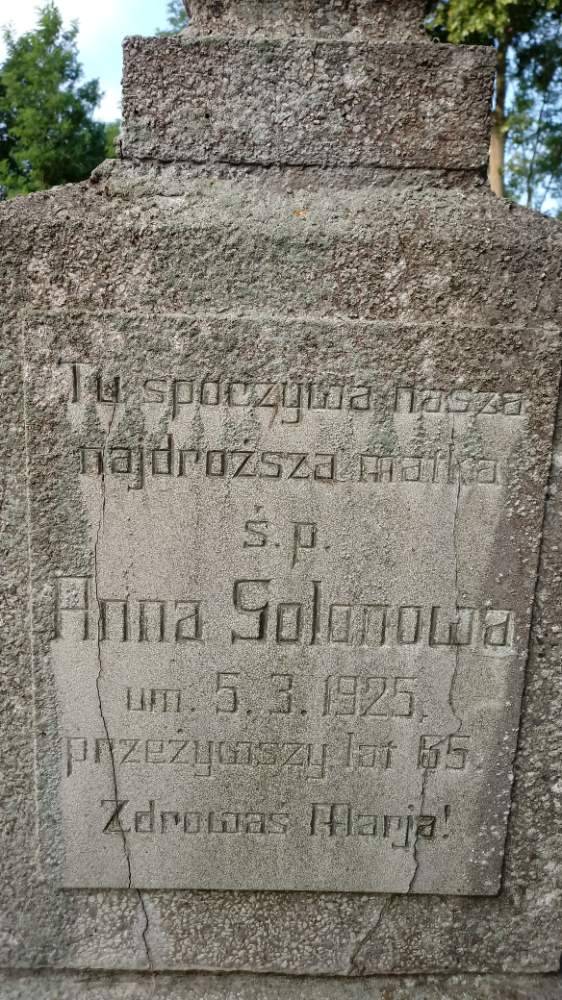 Tu spoczywa nasza
najdroższa matka
ś.p.
Anna Solonowa
um. 5. 3. 1925.
przeżywszy lat 65.
Zdrowaś Marja!